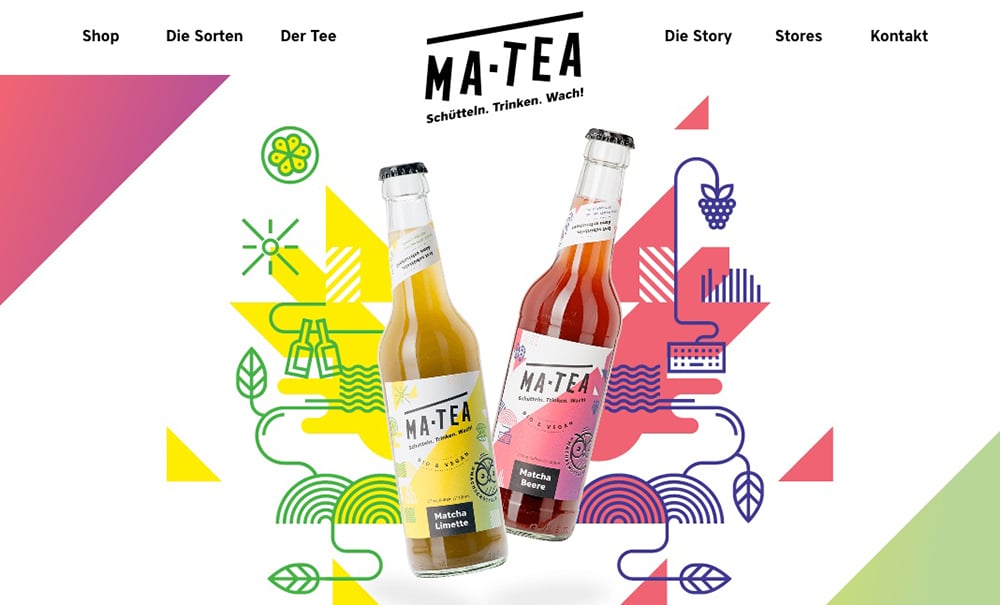 Shop
Die Sorten
Der Tee
MA·TEA
Schütteln. Trinken. Wach!
Die Story
Stores
Kontakt
MA·TEA
Schütteln. Trinken. Wach!
BIO & VEGAN
Matcha
Limette
MA·TEA
Schütteln. Trinken. Wach!
BIO & VEGAN
Matcha
Beere